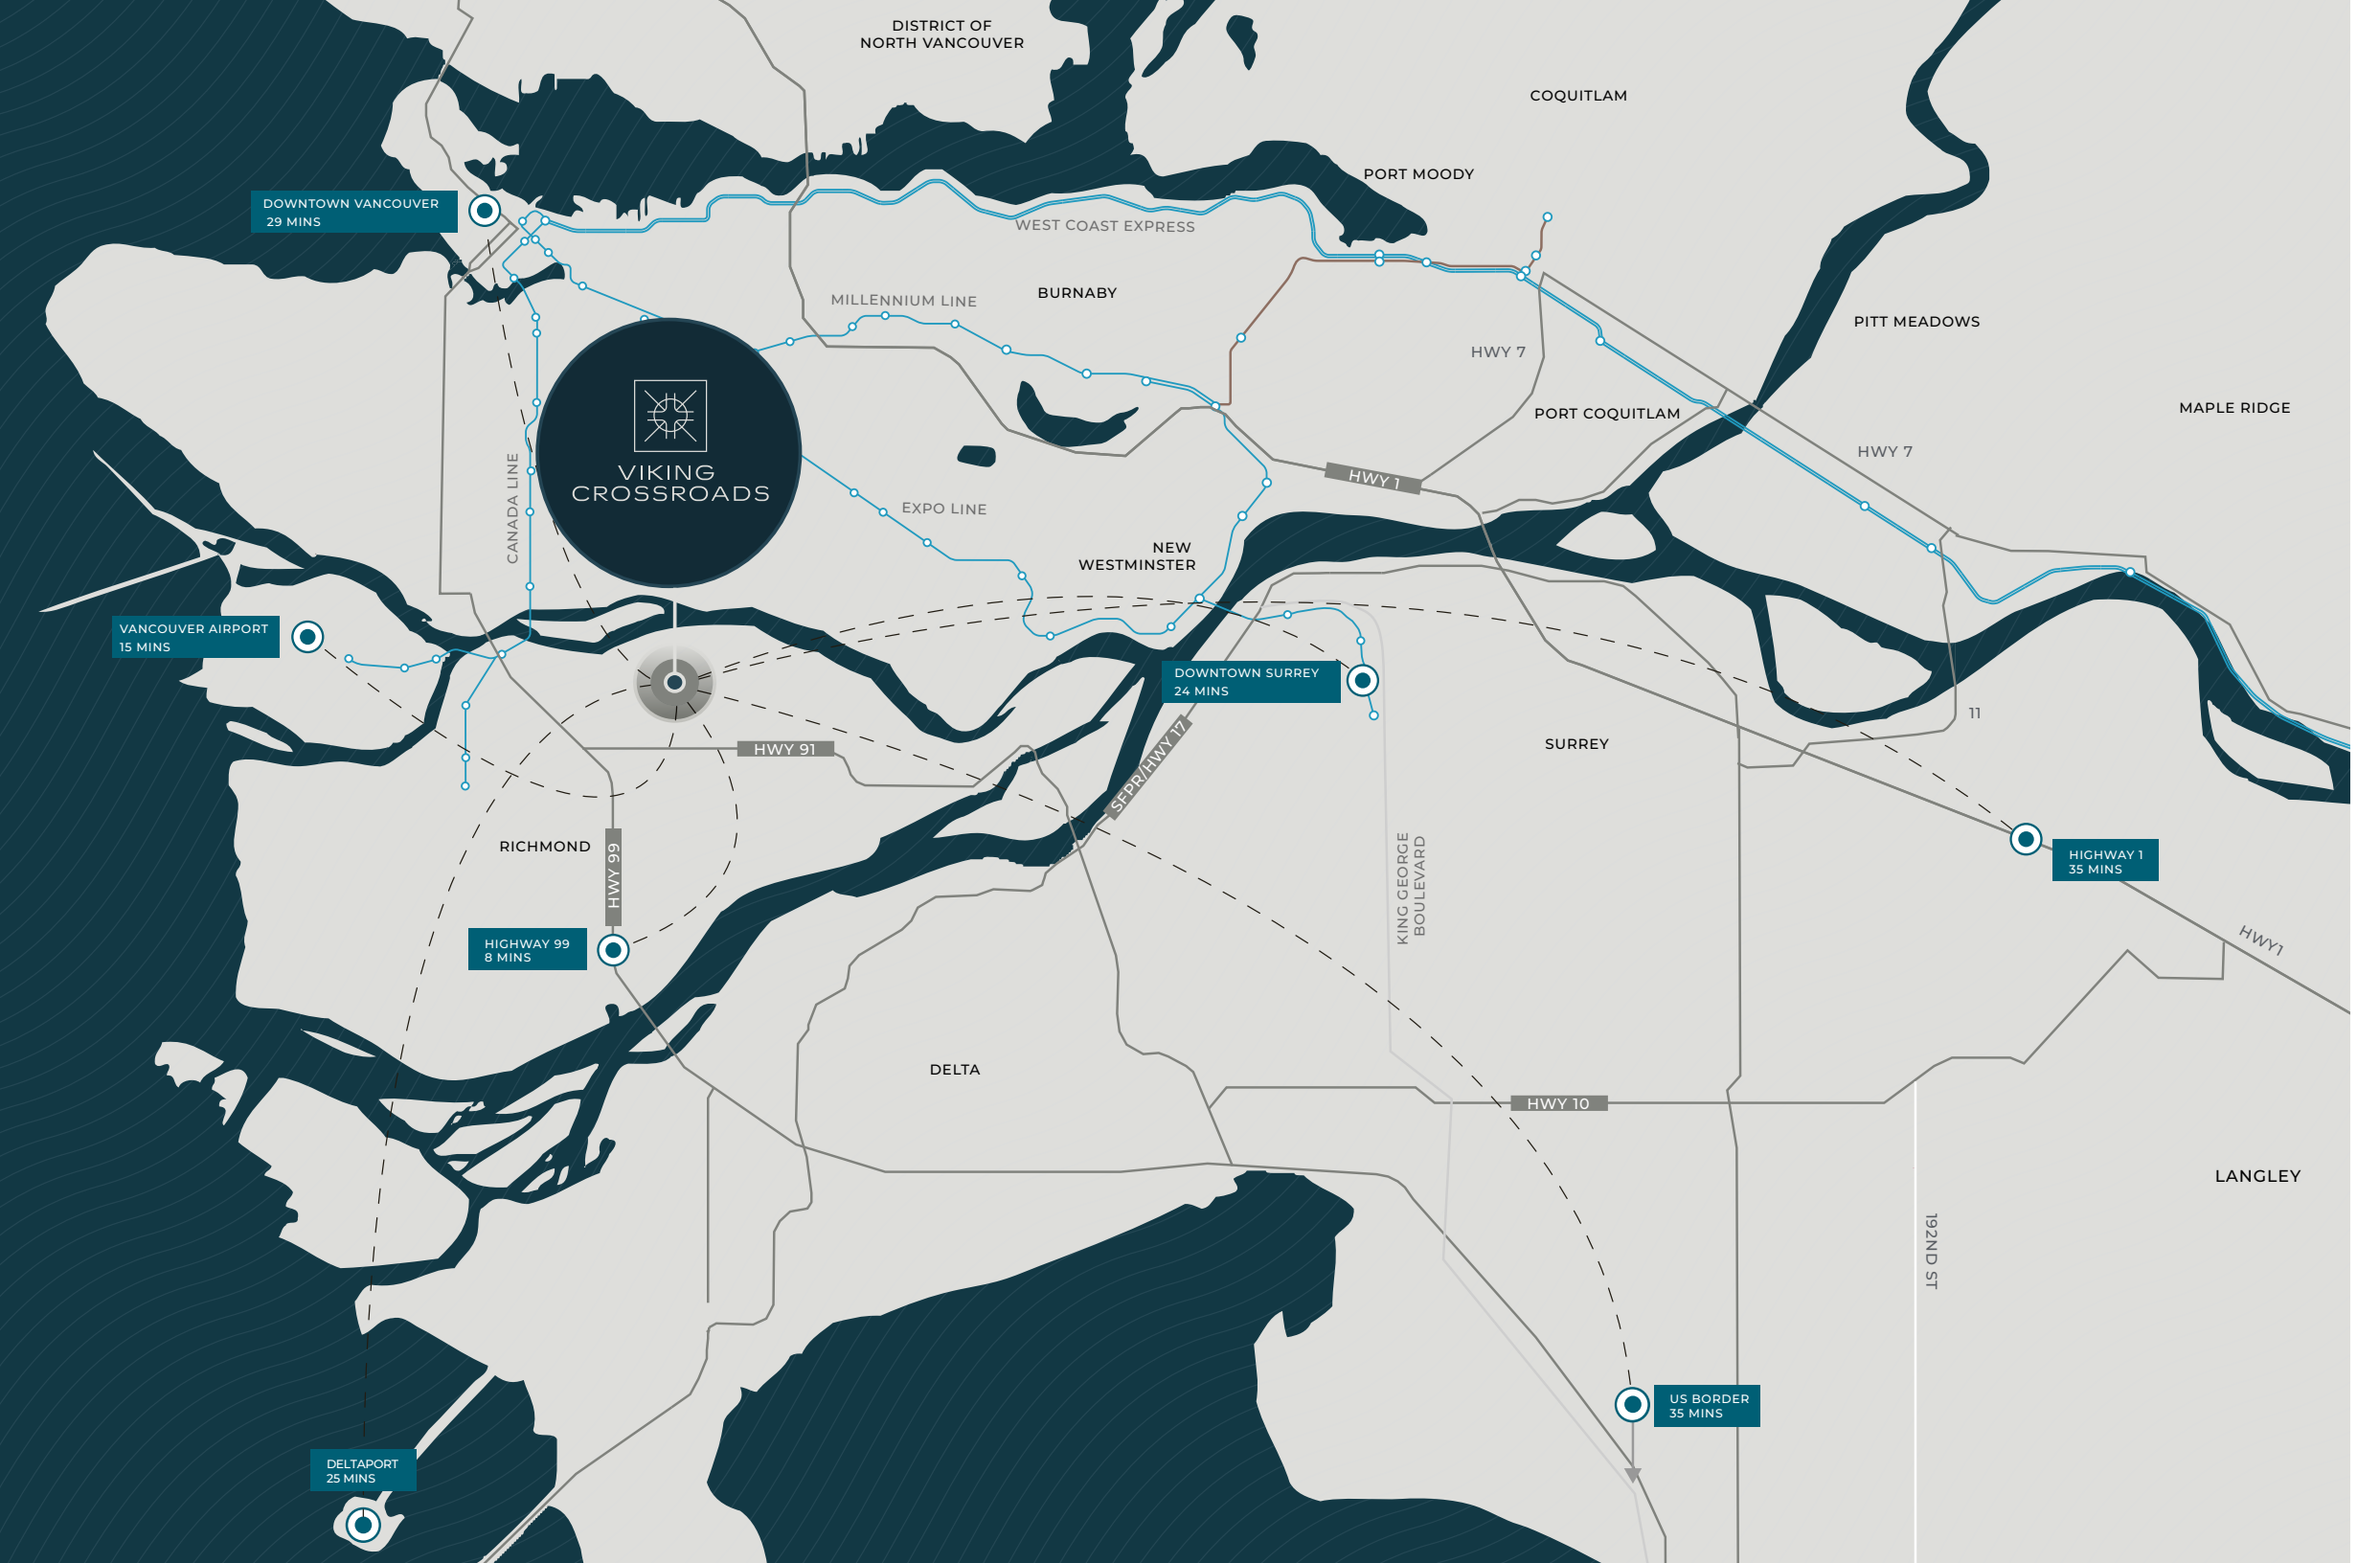 DISTRICT OF
NORTH VANCOUVER
COQUITLAM
PORT MOODY
DOWNTOWN VANCOUVER
29 MINS
WEST COAST EXPRESS
MILLENNIUM LINE
BURNABY
PITT MEADOWS
HWY 7
PORT COQUITLAM
MAPLE RIDGE
VIKING
CROSSROADS
HWY 7
HWY 1
CANADA LINE
EXPO LINE
NEW
WESTMINSTER
VANCOUVER AIRPORT
15 MINS
DOWNTOWN SURREY
24 MINS
11
HWY 91
SFPR/HWY 17
SURREY
RICHMOND
HWY 99
KING GEORGE
BOULEVARD
HIGHWAY 1
35 MINS
HIGHWAY 99
8 MINS
HWY1
DELTA
HWY 10
LANGLEY
192ND ST
US BORDER
35 MINS
DELTAPORT
25 MINS